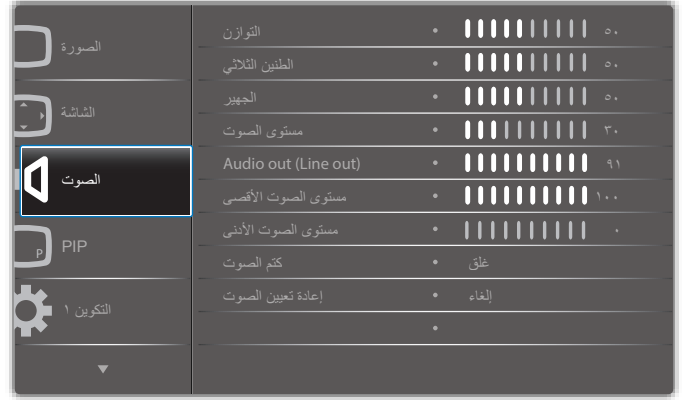 الصورة
الشاشة
الصوت
P
PIP
التكوين ١
التوازن • ٥٠
الطنين الثلاثي • ٥٠
الجهير • ٥٠
مستوى الصوت • ٣٠
Audio out (Line out) • ٩١
مستوى الصوت الأقصى • ١٠٠
مستوى الصوت الأدنى • ٠
كتم الصوت • غلق
إعادة تعيين الصوت • إلغاء
•